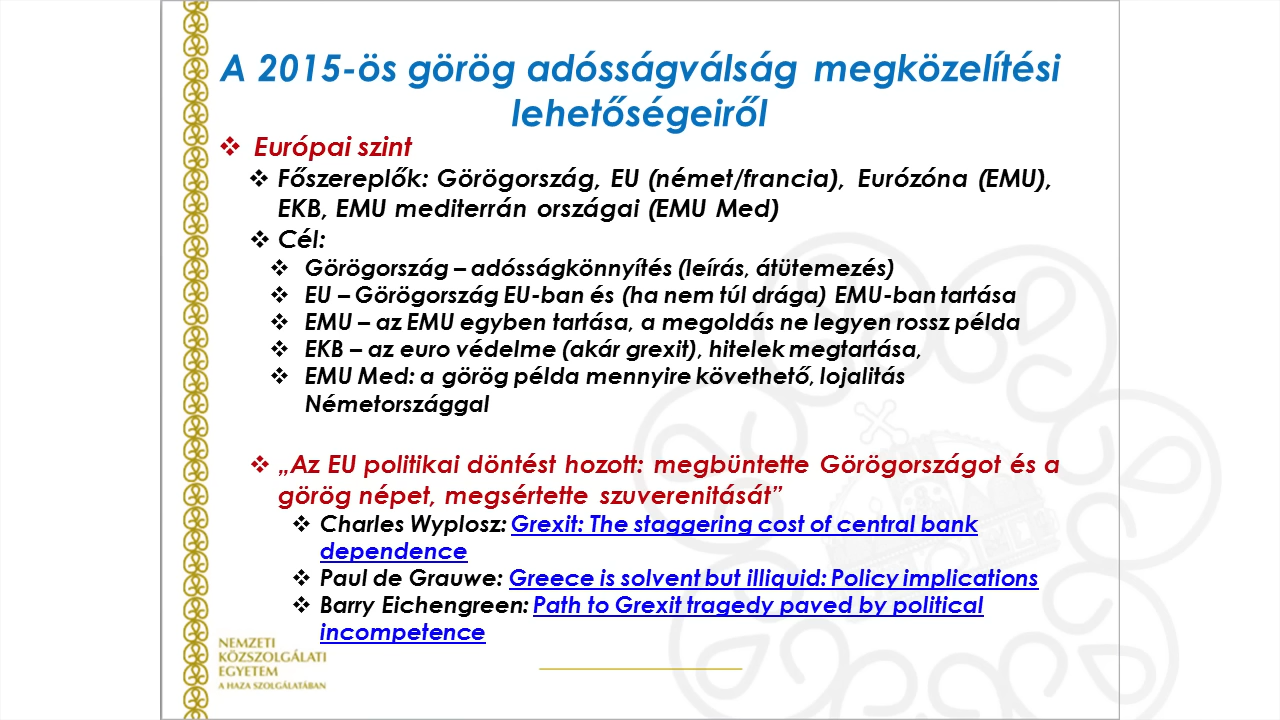 A 2015-ös görög adósságválság megközelítési
lehetőségeiről
❖ Európai szint
❖ Főszereplők: Görögország, EU (német/francia), Eurózóna (EMU),
EKB, EMU mediterrán országai (EMU Med)
❖ Cél:
❖ Görögország – adósságkönnyítés (leírás, átütemezés)
❖ EU – Görögország EU-ban és (ha nem túl drága) EMU-ban tartása
❖ EMU – az EMU egyben tartása, a megoldás ne legyen rossz példa
❖ EKB – az euro védelme (akár grexit), hitelek megtartása,
❖ EMU Med: a görög példa mennyire követhető, lojalitás
Németországgal
❖ „Az EU politikai döntést hozott: megbüntette Görögországot és a
görög népet, megsértette szuverenitását”
❖ Charles Wyplosz: Grexit: The staggering cost of central bank
dependence
❖ Paul de Grauwe: Greece is solvent but illiquid: Policy implications
❖ Barry Eichengreen: Path to Grexit tragedy paved by political
incompetence
NEMZETI
KÖZSZOLGÁLATI
EGYETEM
A HAZA SZOLGÁLATÁBAN